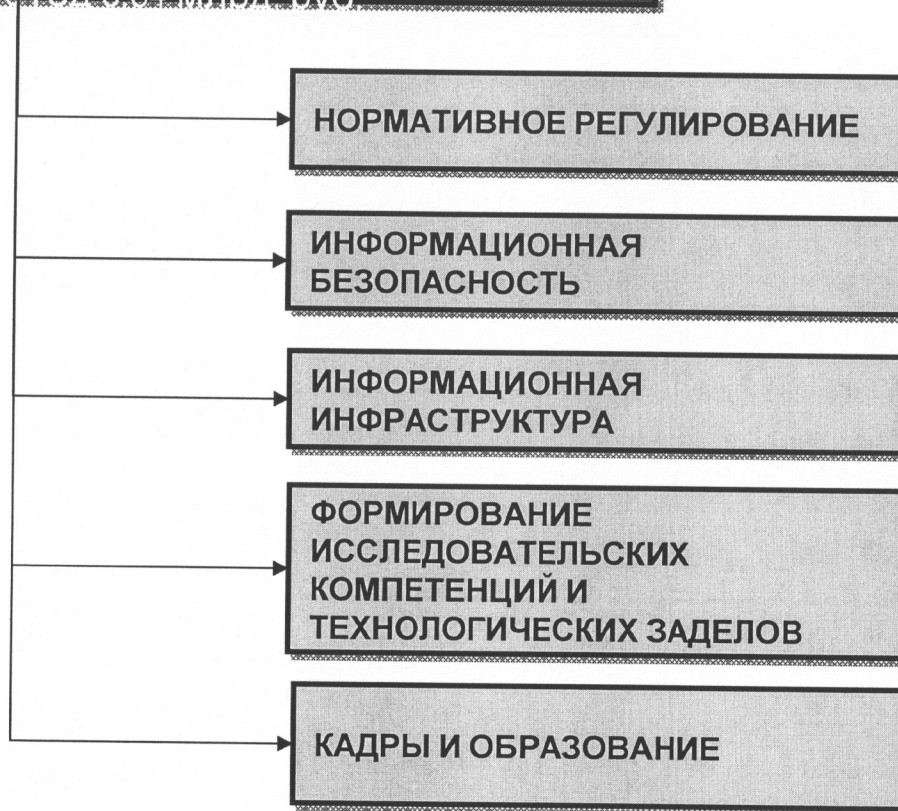 НОРМАТИВНОЕ РЕГУЛИРОВАНИЕ
ИНФОРМАЦИОННАЯ
БЕЗОПАСНОСТЬ
ИНФОРМАЦИОННАЯ
ИНФРАСТРУКТУРА
ФОРМИРОВАНИЕ
ИССЛЕДОВАТЕЛЬСКИХ
КОМПЕТЕНЦИЙ И
ТЕХНОЛОГИЧЕСКИХ ЗАДЕЛОВ
КАДРЫ И ОБРАЗОВАНИЕ